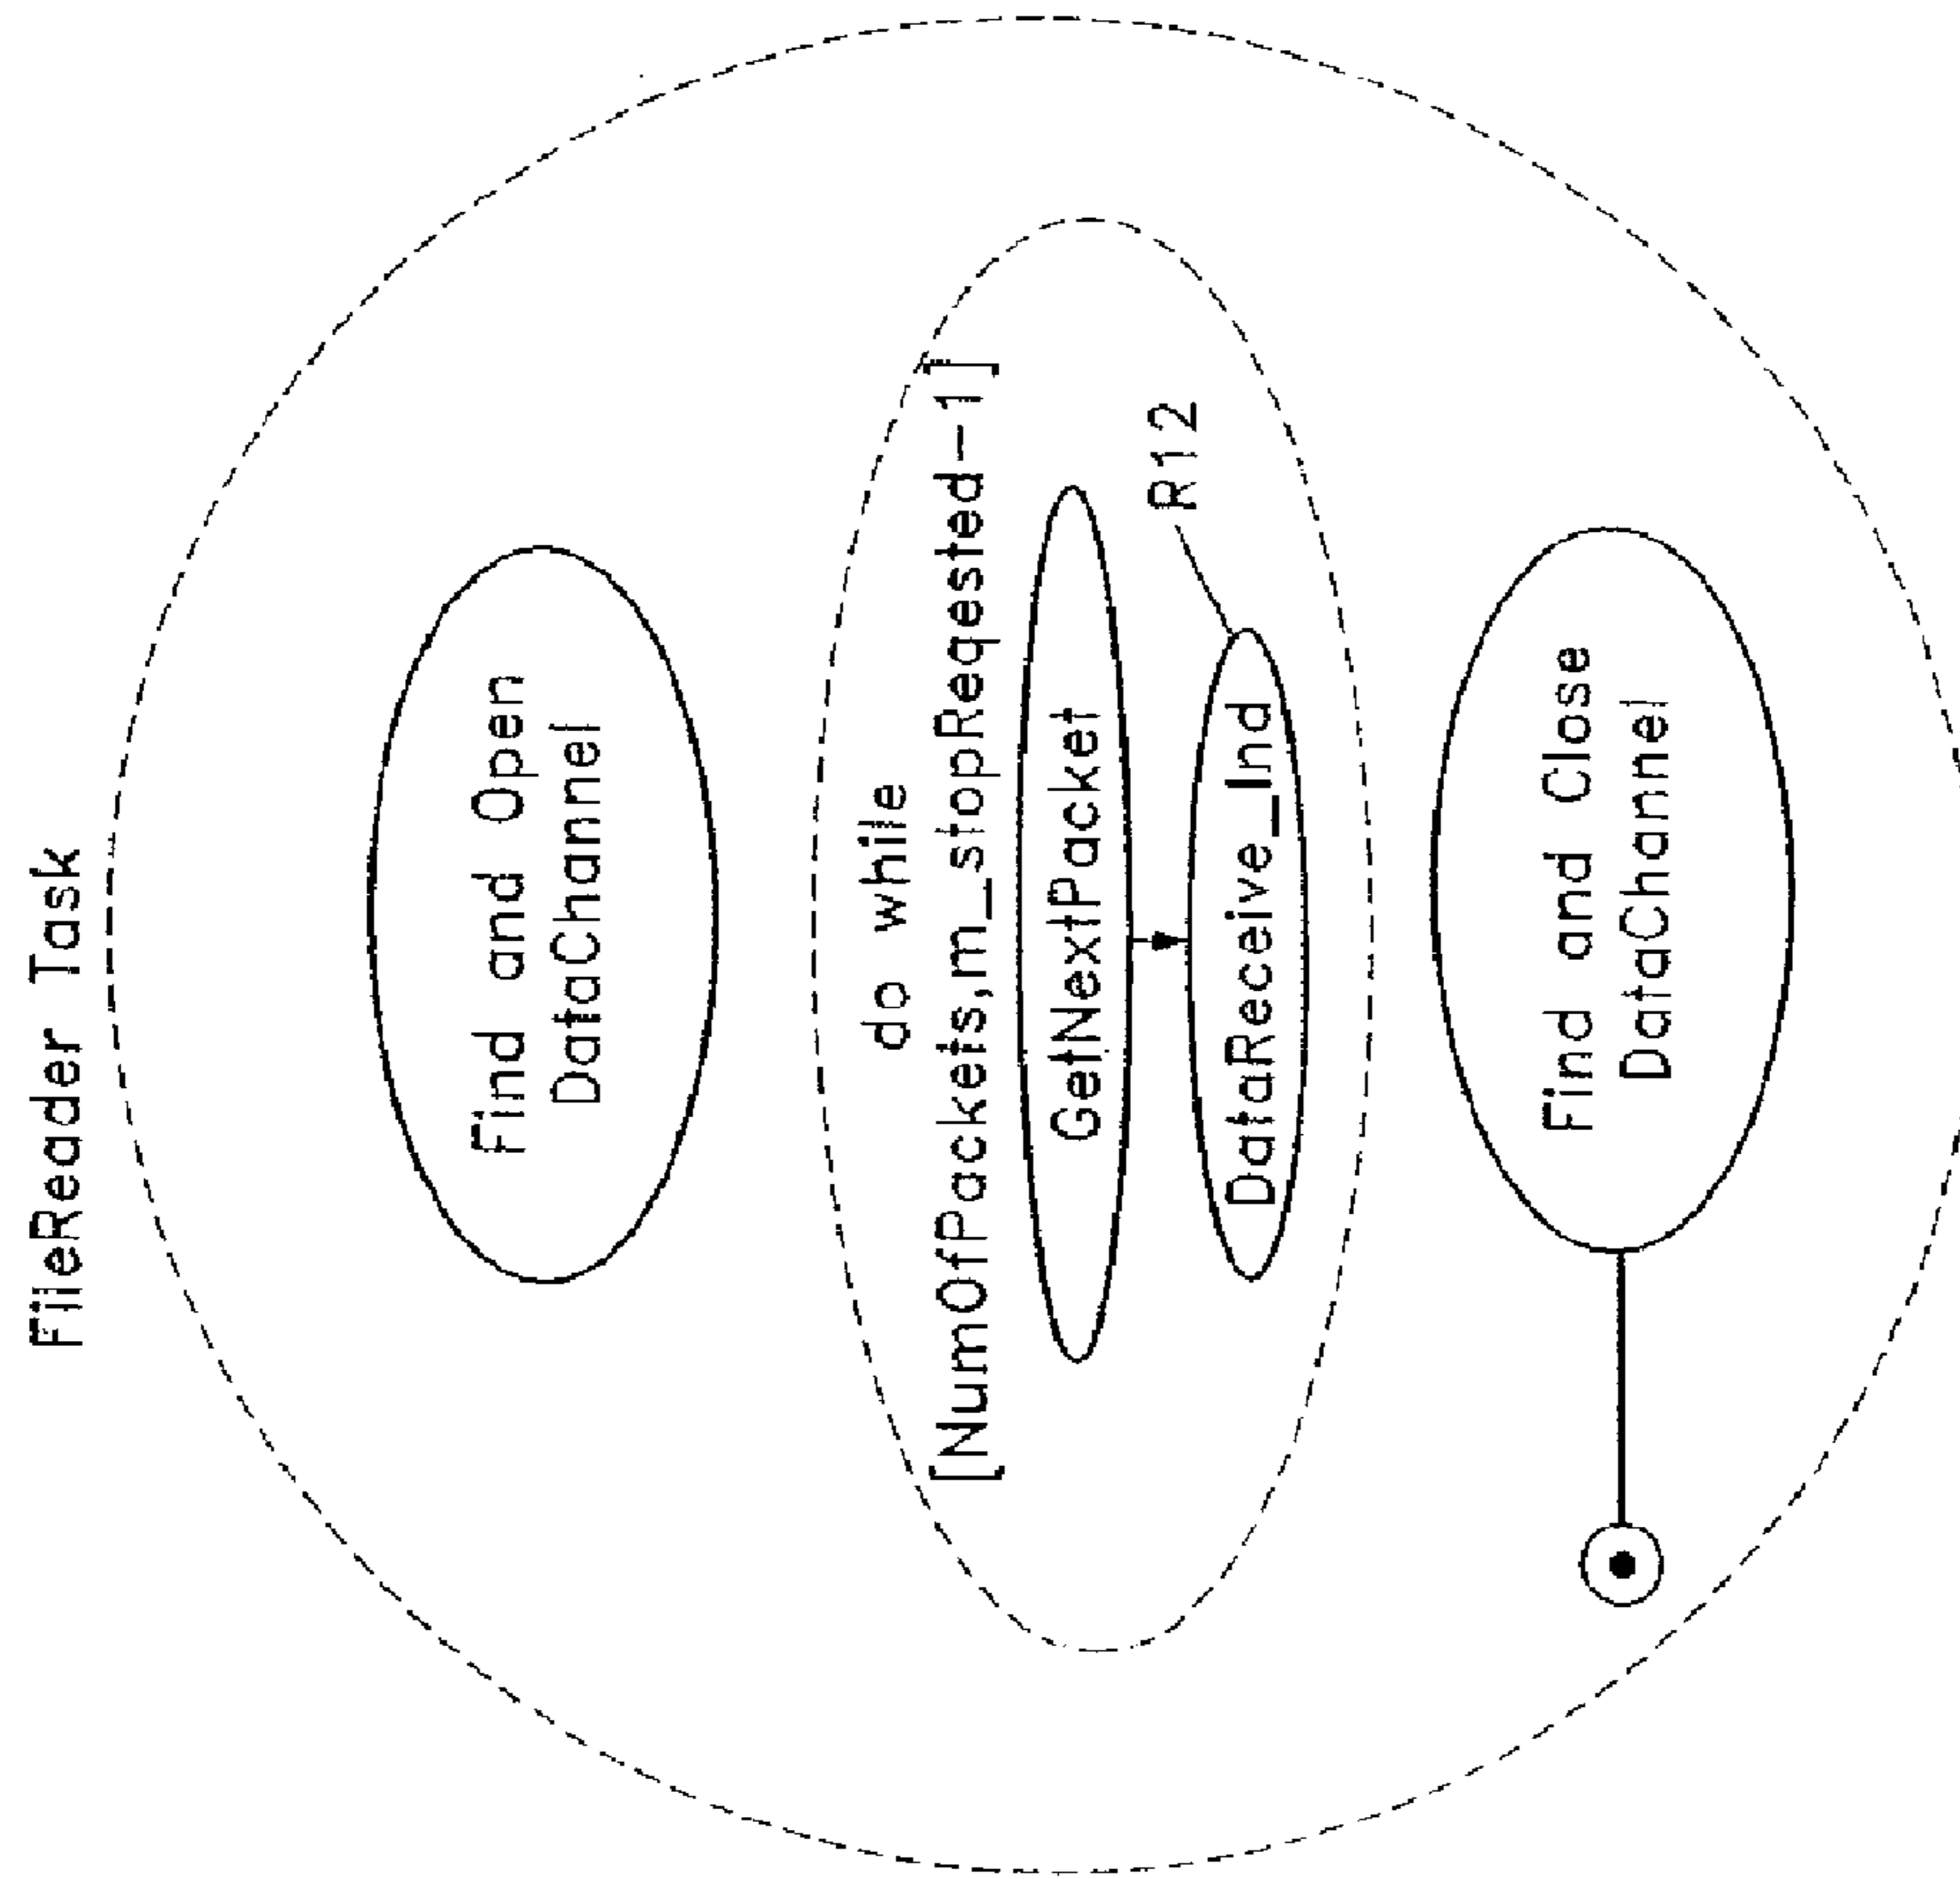 FileReader Task
Find and Open
DataChannel
do while
[NumOfPackets,m_stopReqested-1]
GetNextPacket
R12
DataReceive_Ind
Find and Close
DataChannel